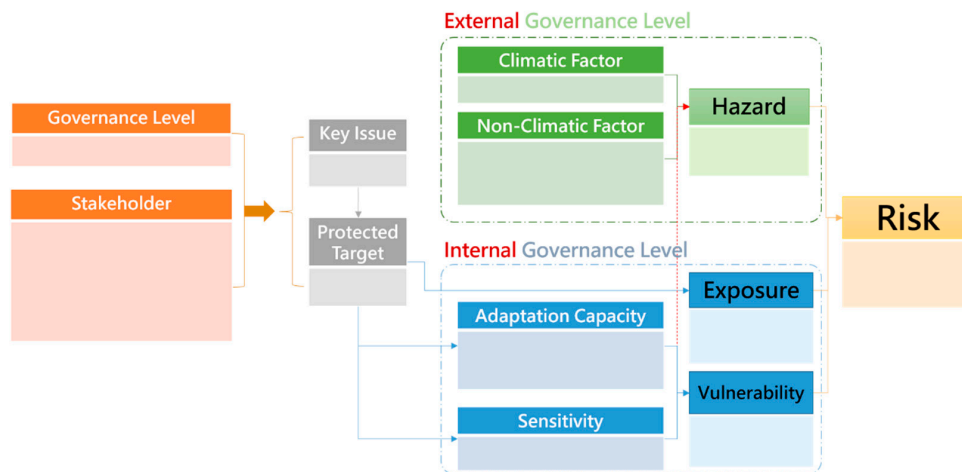 External Governance Level
Climatic Factor
Non-Climatic Factor
Hazard
Governance Level
Stakeholder
Key Issue
Protected
Target
Internal Governance Level
Adaptation Capacity
Sensitivity
Exposure
Vulnerability
Risk